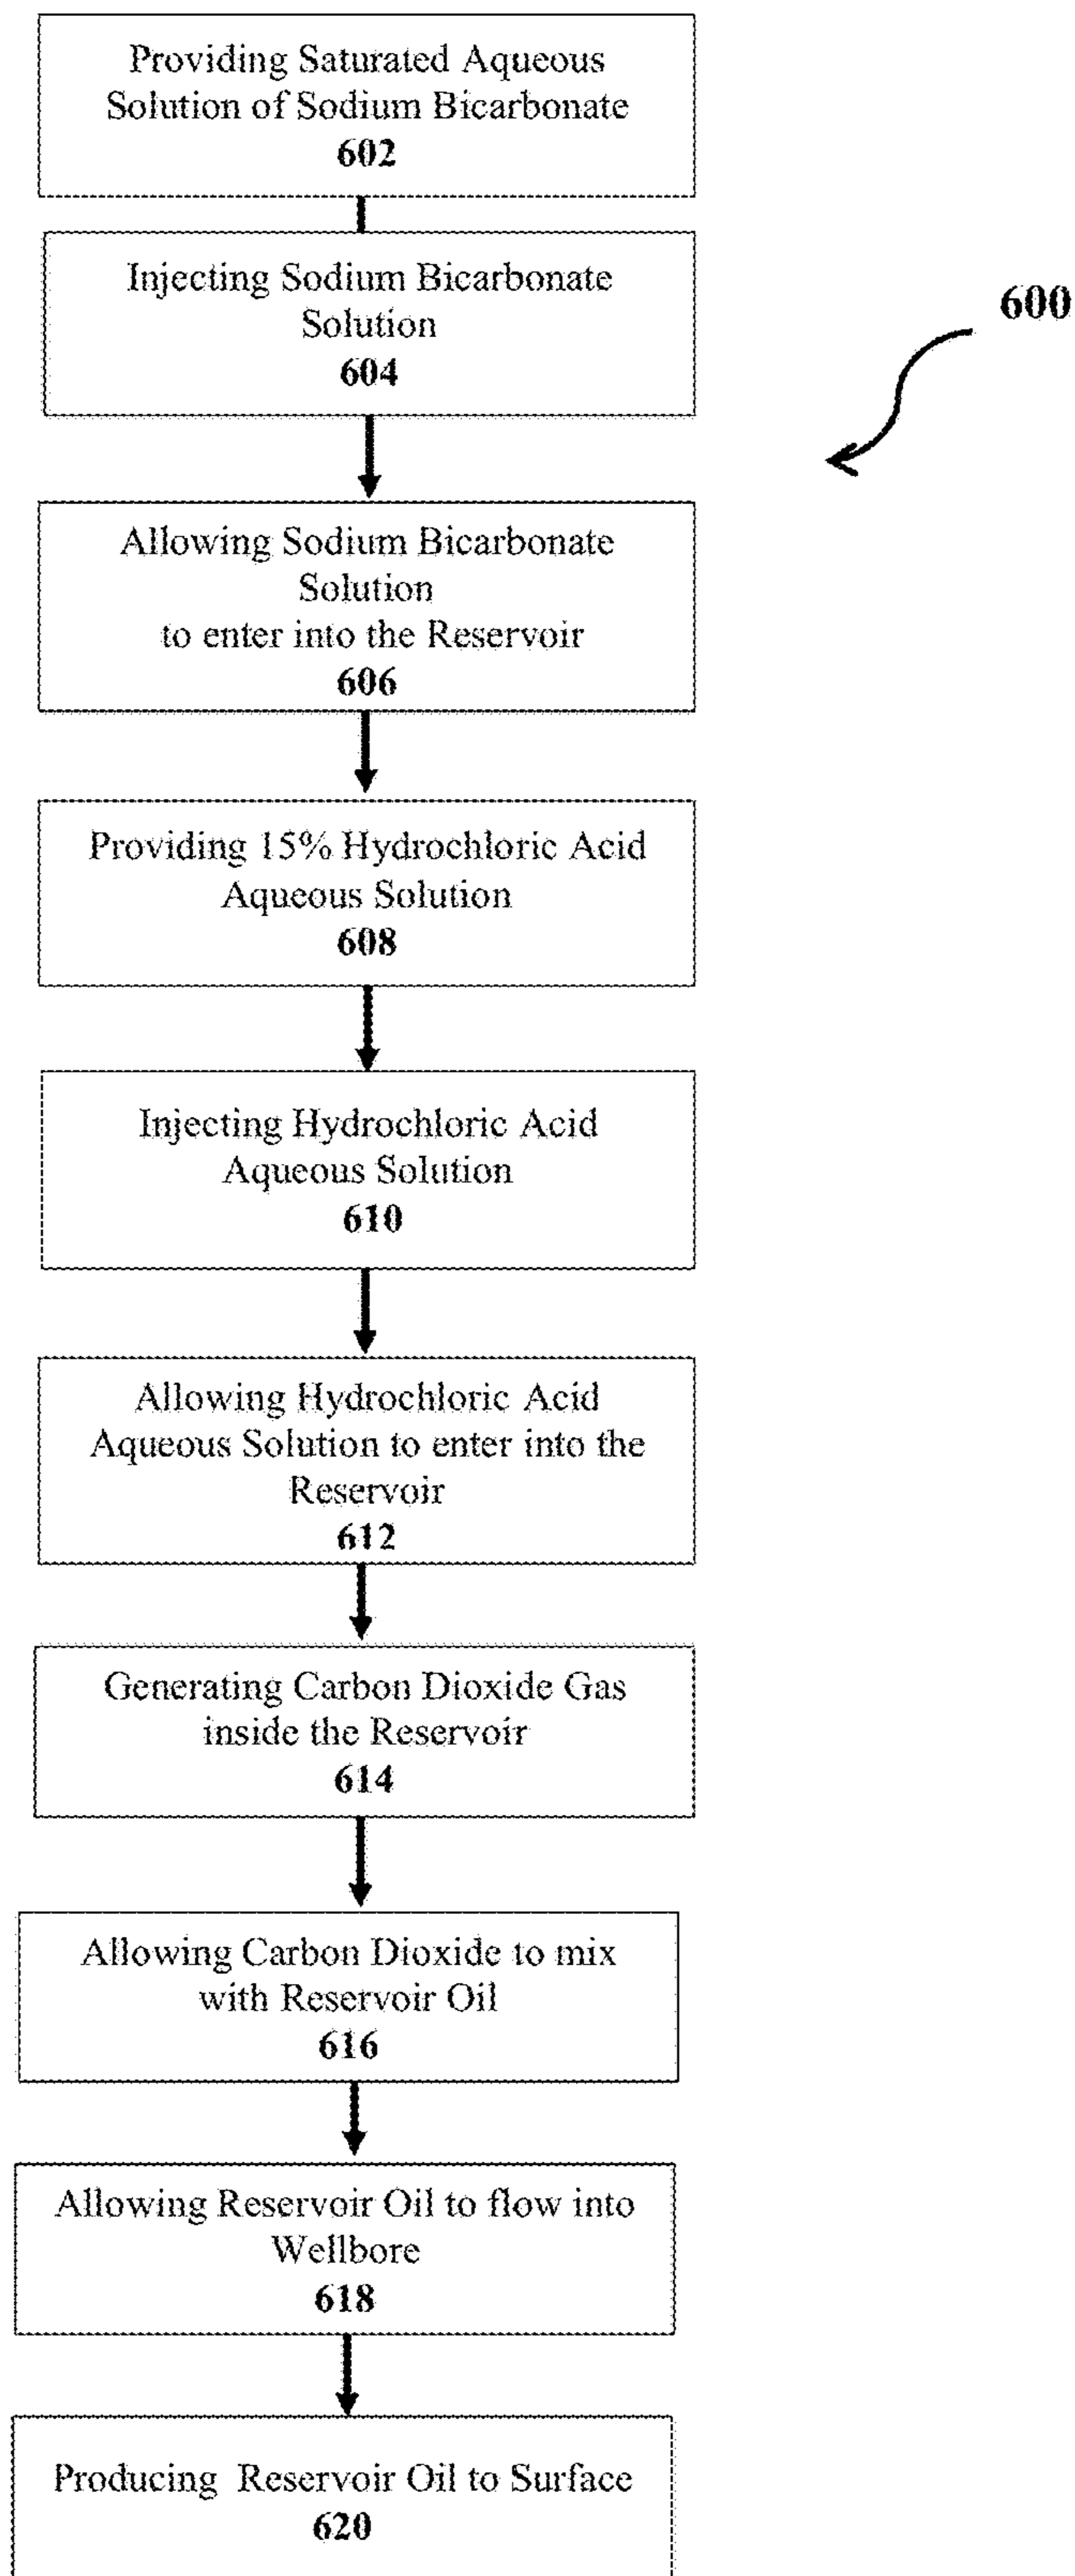 Providing Saturated Aqueous
Solution of Sodium Bicarbonate
602
Injecting Sodium Bicarbonate
Solution
604
600
Allowing Sodium Bicarbonate
Solution
to enter into the Reservoir
606
Providing 15% Hydrochloric Acid
Aqueous Solution
608
Injecting Hydrochloric Acid
Aqueous Solution
610
Allowing Hydrochloric Acid
Aqueous Solution to enter into the
Reservoir
612
Generating Carbon Dioxide Gas
inside the Reservoir
614
Allowing Carbon Dioxide to mix
with Reservoir Oil
616
Allowing Reservoir Oil to flow into
Wellbore
618
Producing Reservoir Oil to Surface
620